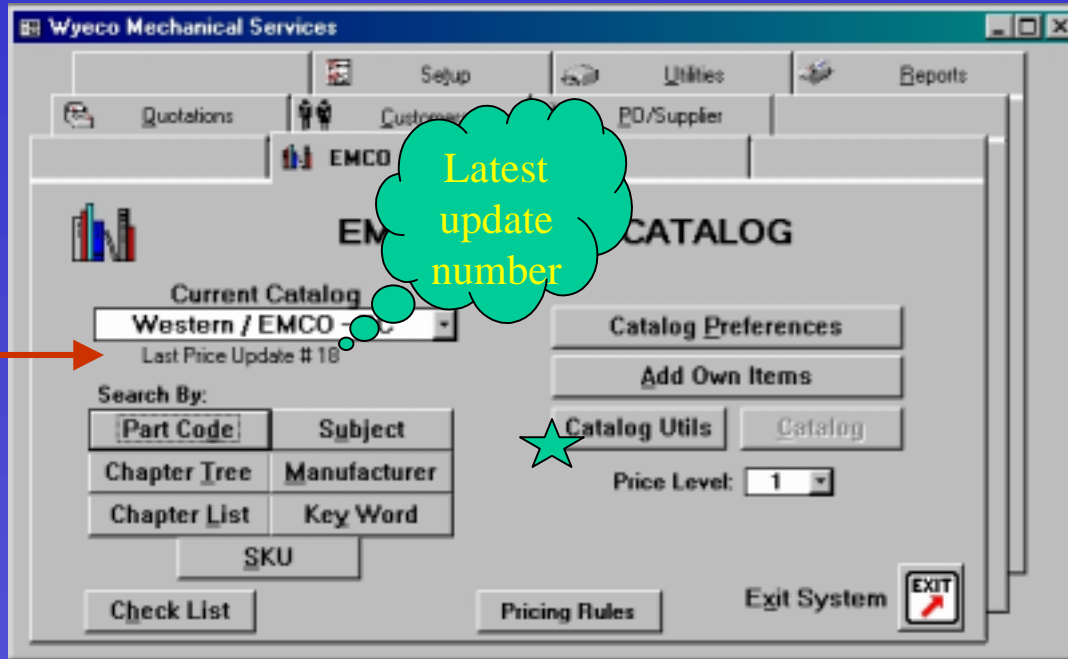 Wyeco Mechanical Services
Setup
Utilities
Reports
Quotations
PO/Supplier
EMCO
Latest
update
number
CATALOG
Current Catalog
Western / EMCO
Last Price Update # 18
Catalog Preferences
Add Own Items
Search By:
Part Code
Subject
Catalog Utils
Catalog
Chapter Tree
Manufacturer
Price Level: 1
Chapter List
Key Word
SKU
Check List
Pricing Rules
Exit System
EXIT